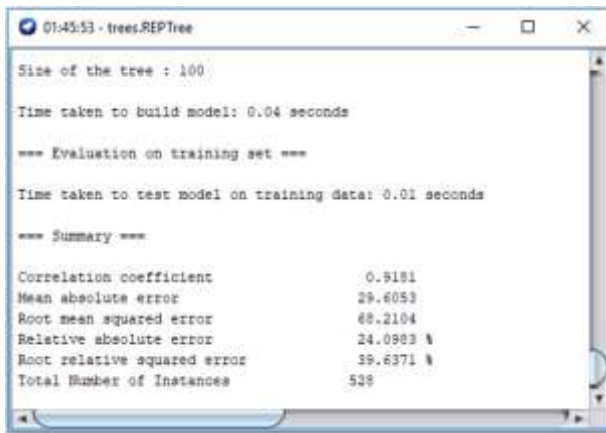 01:45:53 - trees.REPTree
Size of the tree : 100
Time taken to build model: 0.04 seconds
=== Evaluation on training set ===
Time taken to test model on training data: 0.01 seconds
=== Summary ===
Correlation coefficient 0.9181
Mean absolute error 29.6053
Root mean squared error 68.2104
Relative absolute error 24.0983 %
Root relative squared error 39.6371 %
Total Number of Instances 528